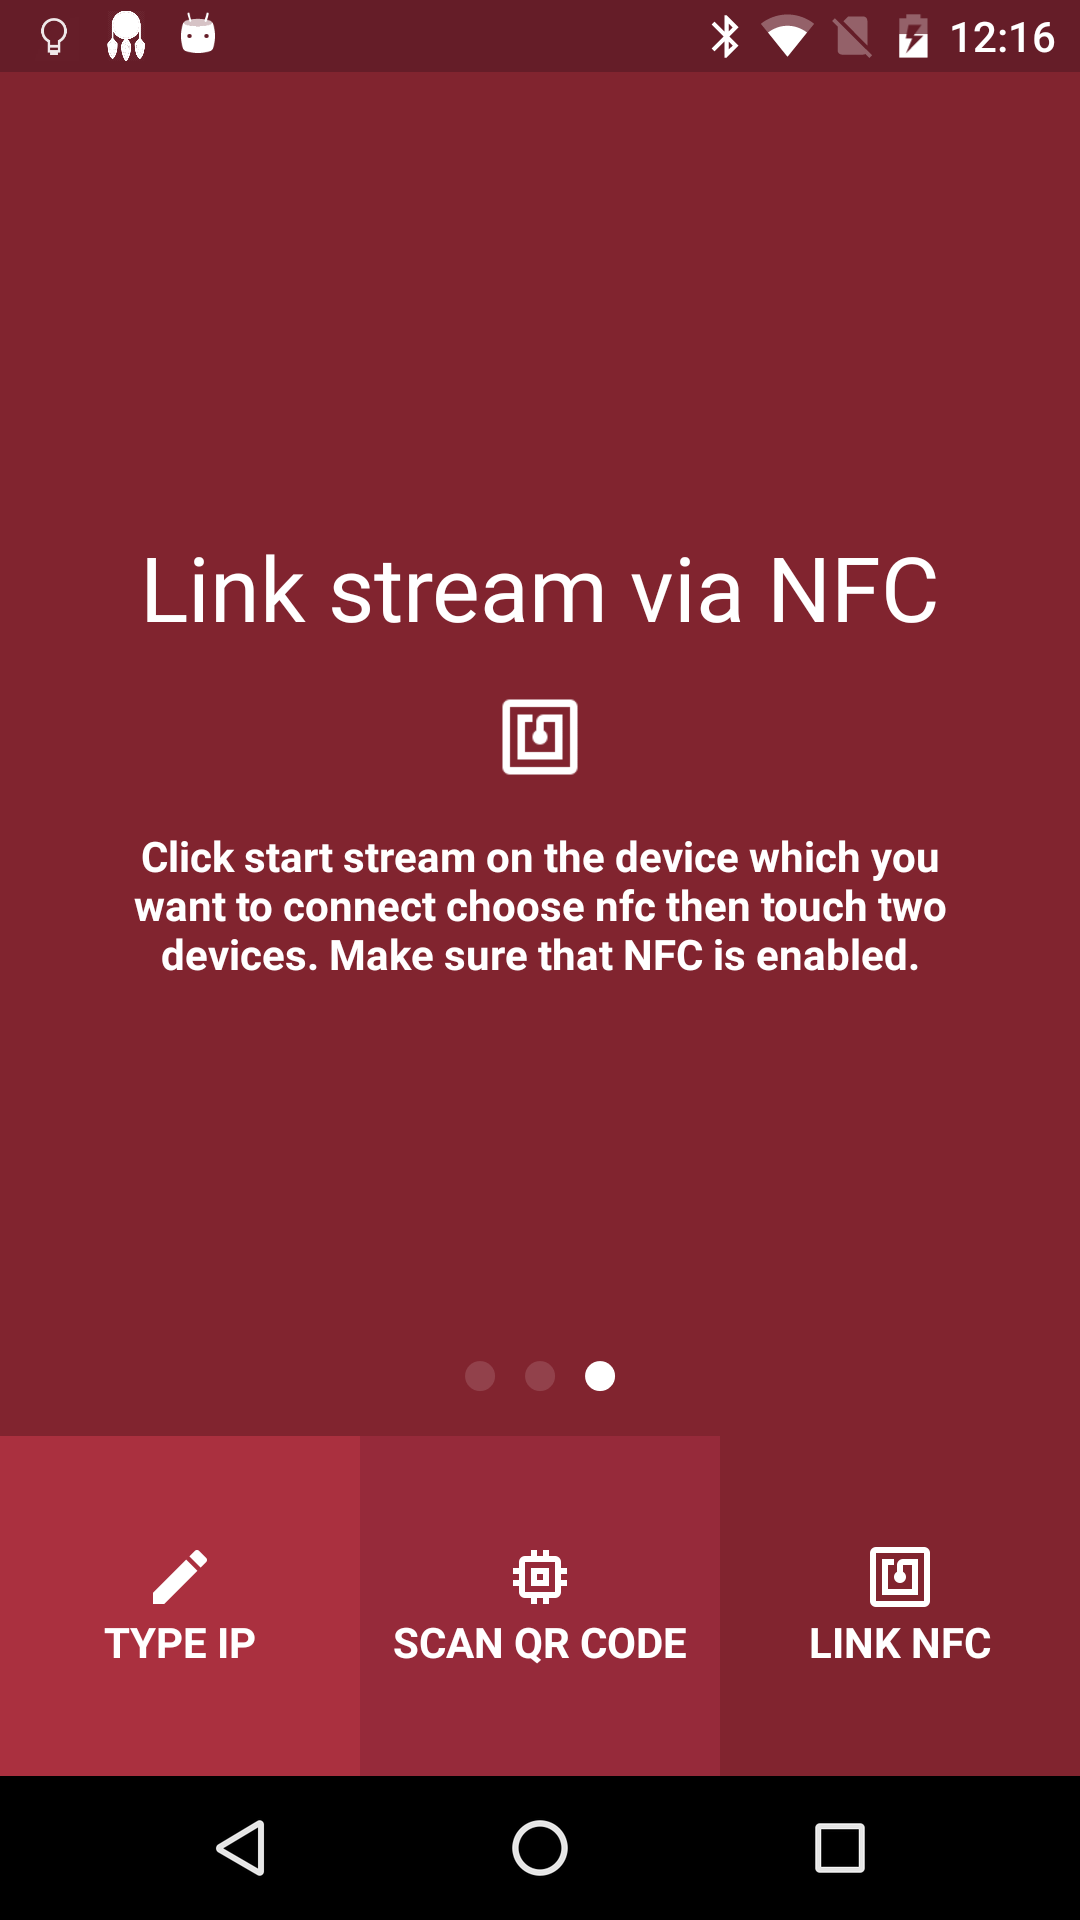 12:16
Link stream via NFC
Click start stream on the device which you
want to connect choose nfc then touch two
devices. Make sure that NFC is enabled.
TYPE IP
SCAN QR CODE
LINK NFC